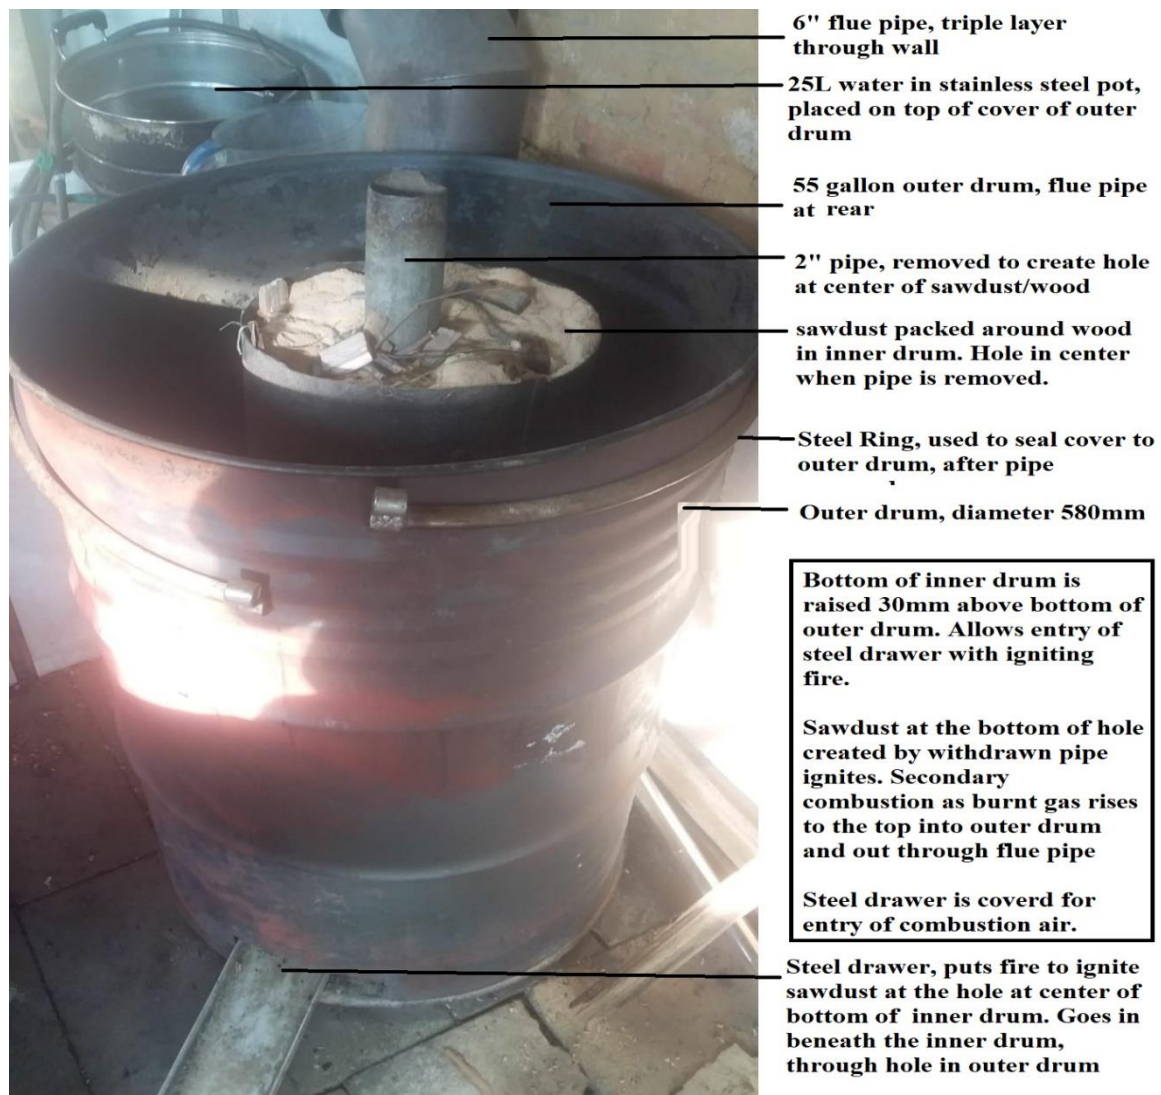 6" flue pipe, triple layer
through wall
25L water in stainless steel pot,
placed on top of cover of outer
drum
55 gallon outer drum, flue pipe
at rear
2" pipe, removed to create hole
at center of sawdust/wood
sawdust packed around wood
in inner drum. Hole in center
when pipe is removed.
Steel Ring, used to seal cover to
outer drum, after pipe
Outer drum, diameter 580mm
Bottom of inner drum is
raised 30mm above bottom of
outer drum. Allows entry of
steel drawer with igniting
fire.
Sawdust at the bottom of hole
created by withdrawn pipe
ignites. Secondary
combustion as burnt gas rises
to the top into outer drum
and out through flue pipe
Steel drawer is coverd for
entry of combustion air.
Steel drawer, puts fire to ignite
sawdust at the hole at center of
bottom of inner drum. Goes in
beneath the inner drum,
through hole in outer drum